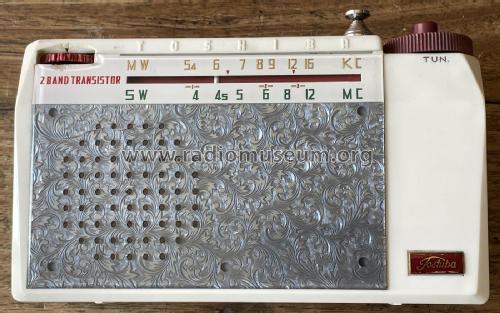 TOSHIBA
TUN.
MW 54 6 7 8 9 12 16 KC
2 BAND TRANSISTOR
SW 4 4.5 5 6 8 12 MC
www.radiomuseum.org
Toshiba